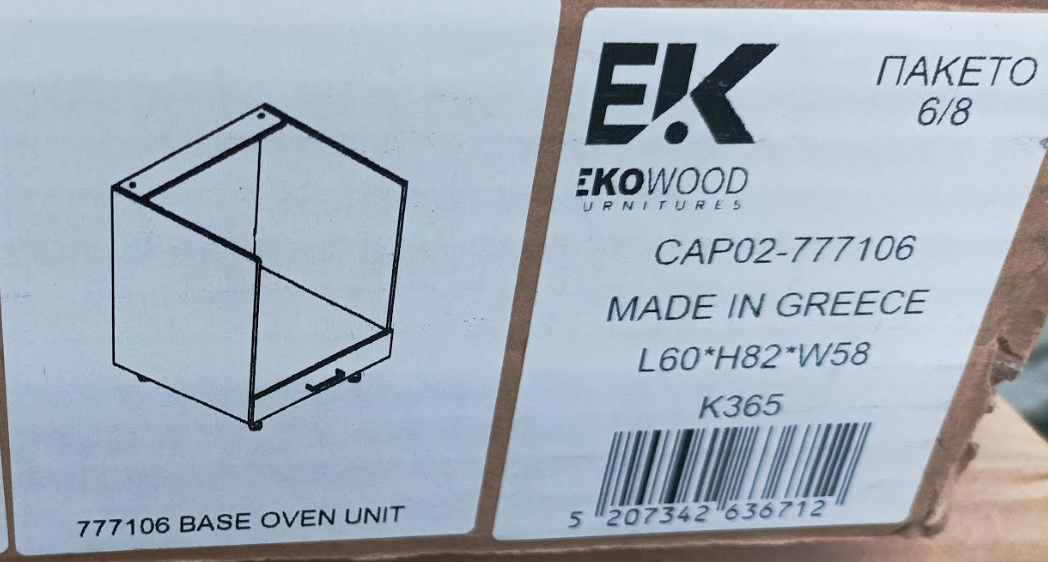 777106 BASE OVEN UNIT
EK
EKOWOOD
URNITURES
ΠΑΚΕΤΟ
6/8
CAP02-777106
MADE IN GREECE
L60*H82*W58
K365
5 207342 636712